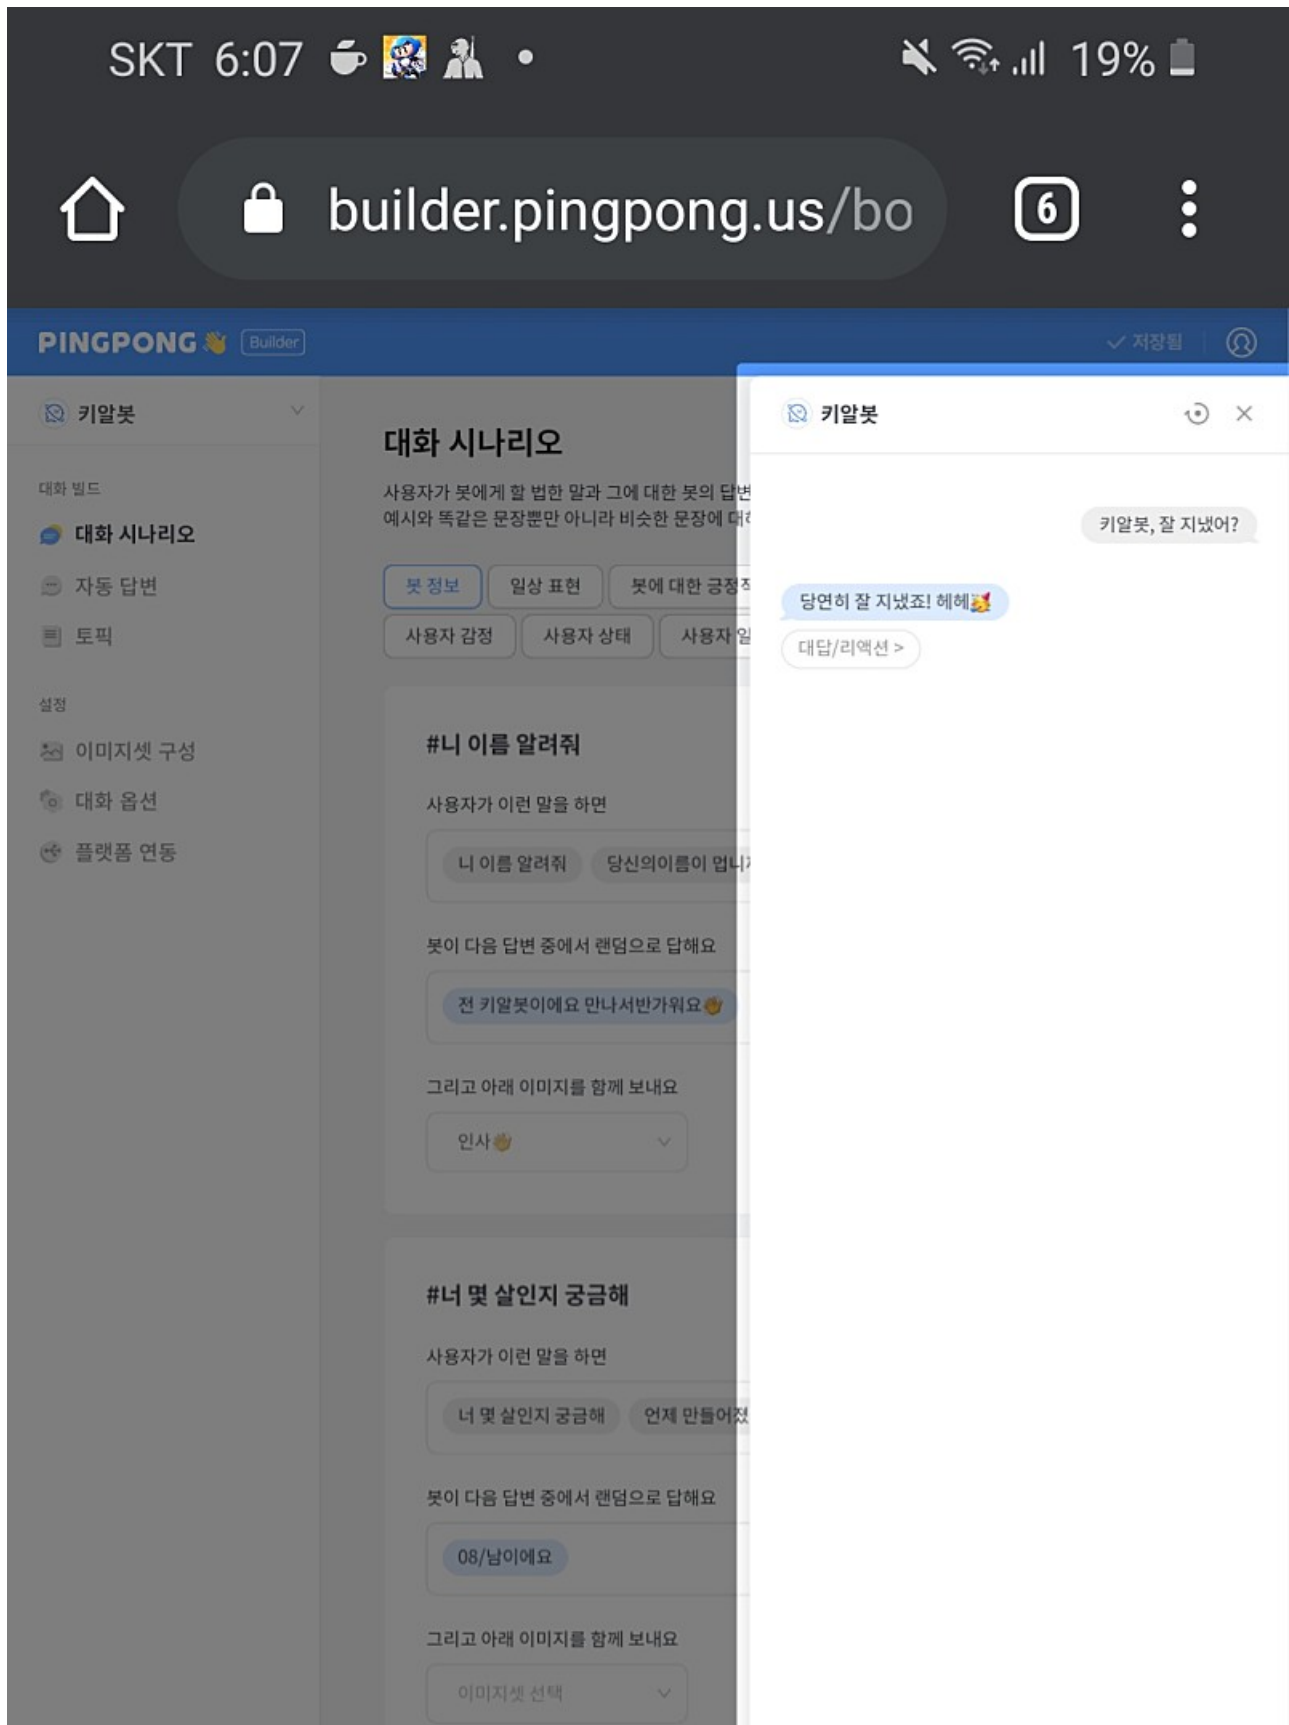 SKT 6:07
19%
builder.pingpong.us/bo
6
PINGPONG Builder
저장됨
키알봇
대화 빌드
대화 시나리오
자동 답변
토픽
설정
이미지셋 구성
대화 옵션
플랫폼 연동
대화 시나리오
사용자가 봇에게 할 법한 말과 그에 대한 봇의 답변
예시와 똑같은 문장뿐만 아니라 비슷한 문장에
봇 정보 일상 표현 봇에 대한 긍정
사용자 감정 사용자 상태 사용자
#니 이름 알려줘
사용자가 이런 말을 하면
니 이름 알려줘 당신의이름이 멉니
봇이 다음 답변 중에서 랜덤으로 답해요
전 키알봇이에요 만나서반가워요👋
그리고 아래 이미지를 함께 보내요
인사👋
#너 몇 살인지 궁금해
사용자가 이런 말을 하면
너 몇 살인지 궁금해 언제 만들어졌
봇이 다음 답변 중에서 랜덤으로 답해요
08/남이에요
그리고 아래 이미지를 함께 보내요
이미지셋 선택
키알봇
키알봇, 잘 지냈어?
당연히 잘 지냈죠! 헤헤🥳
대답/리액션 >